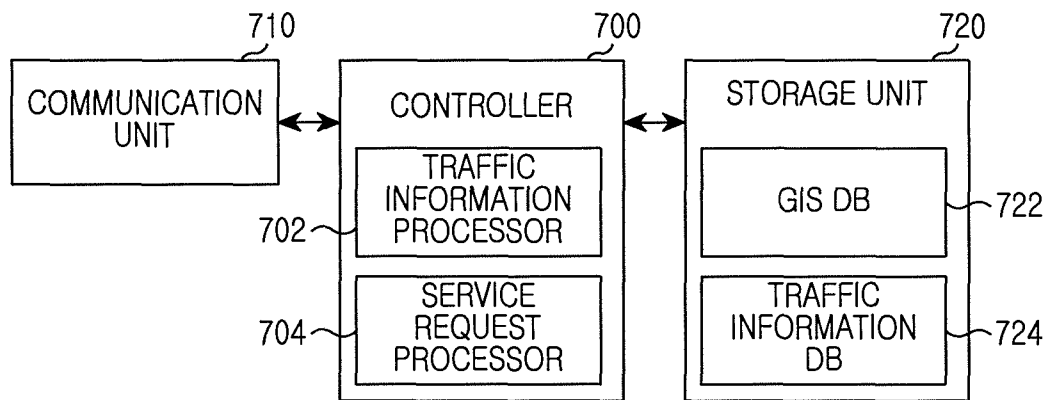 710
COMMUNICATION
UNIT
700
CONTROLLER
TRAFFIC
INFORMATION
PROCESSOR
702
SERVICE
REQUEST
PROCESSOR
704
720
STORAGE UNIT
GIS DB
722
TRAFFIC
INFORMATION
DB
724